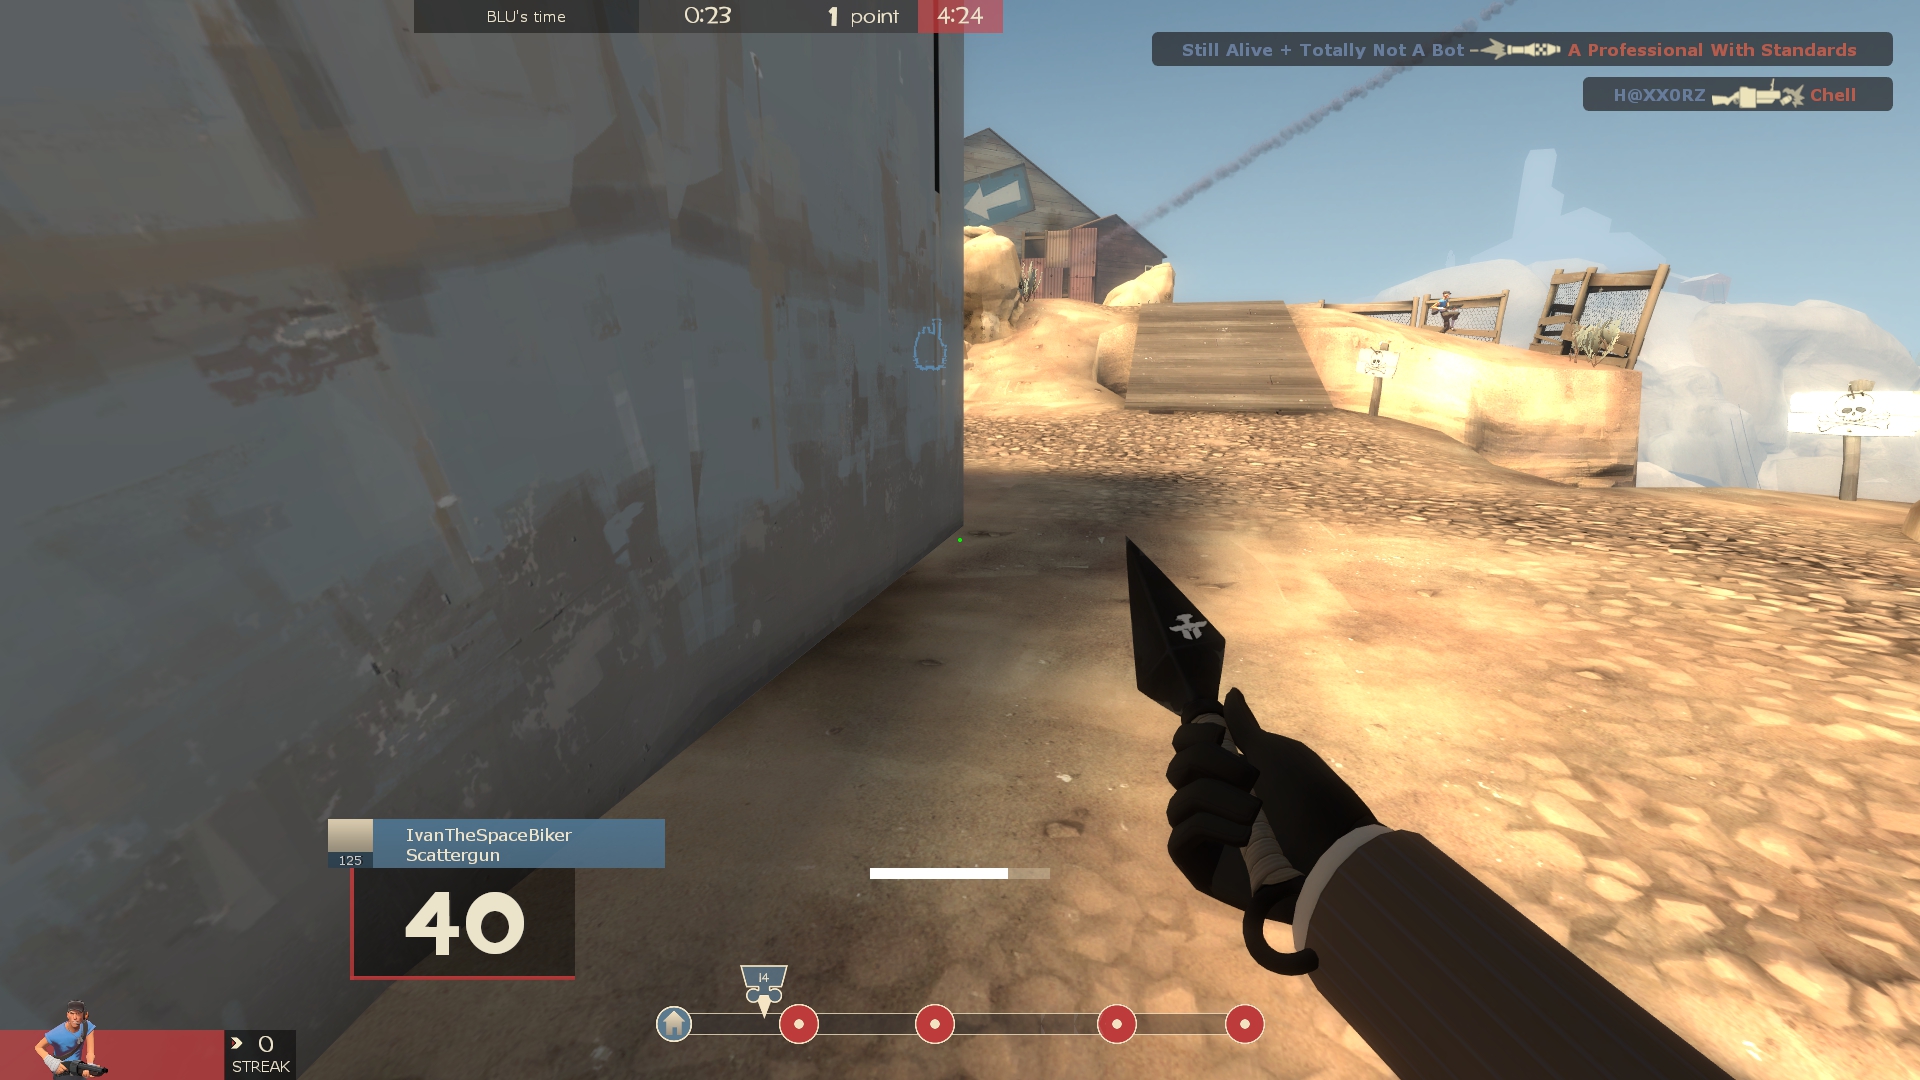 BLU's time
0:23
1 point
4:24
Still Alive + Totally Not A Bot A Professional With Standards
H@XX0RZ Chell
IvanTheSpaceBiker
Scattergun
125
40
14
0
STREAK